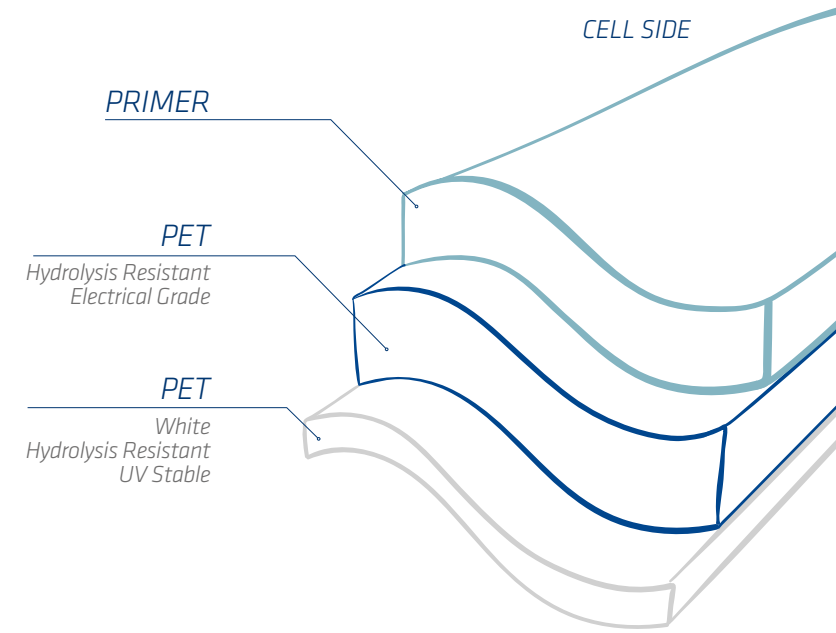 CELL SIDE
PRIMER
PET
Hydrolysis Resistant
Electrical Grade
PET
White
Hydrolysis Resistant
UV Stable